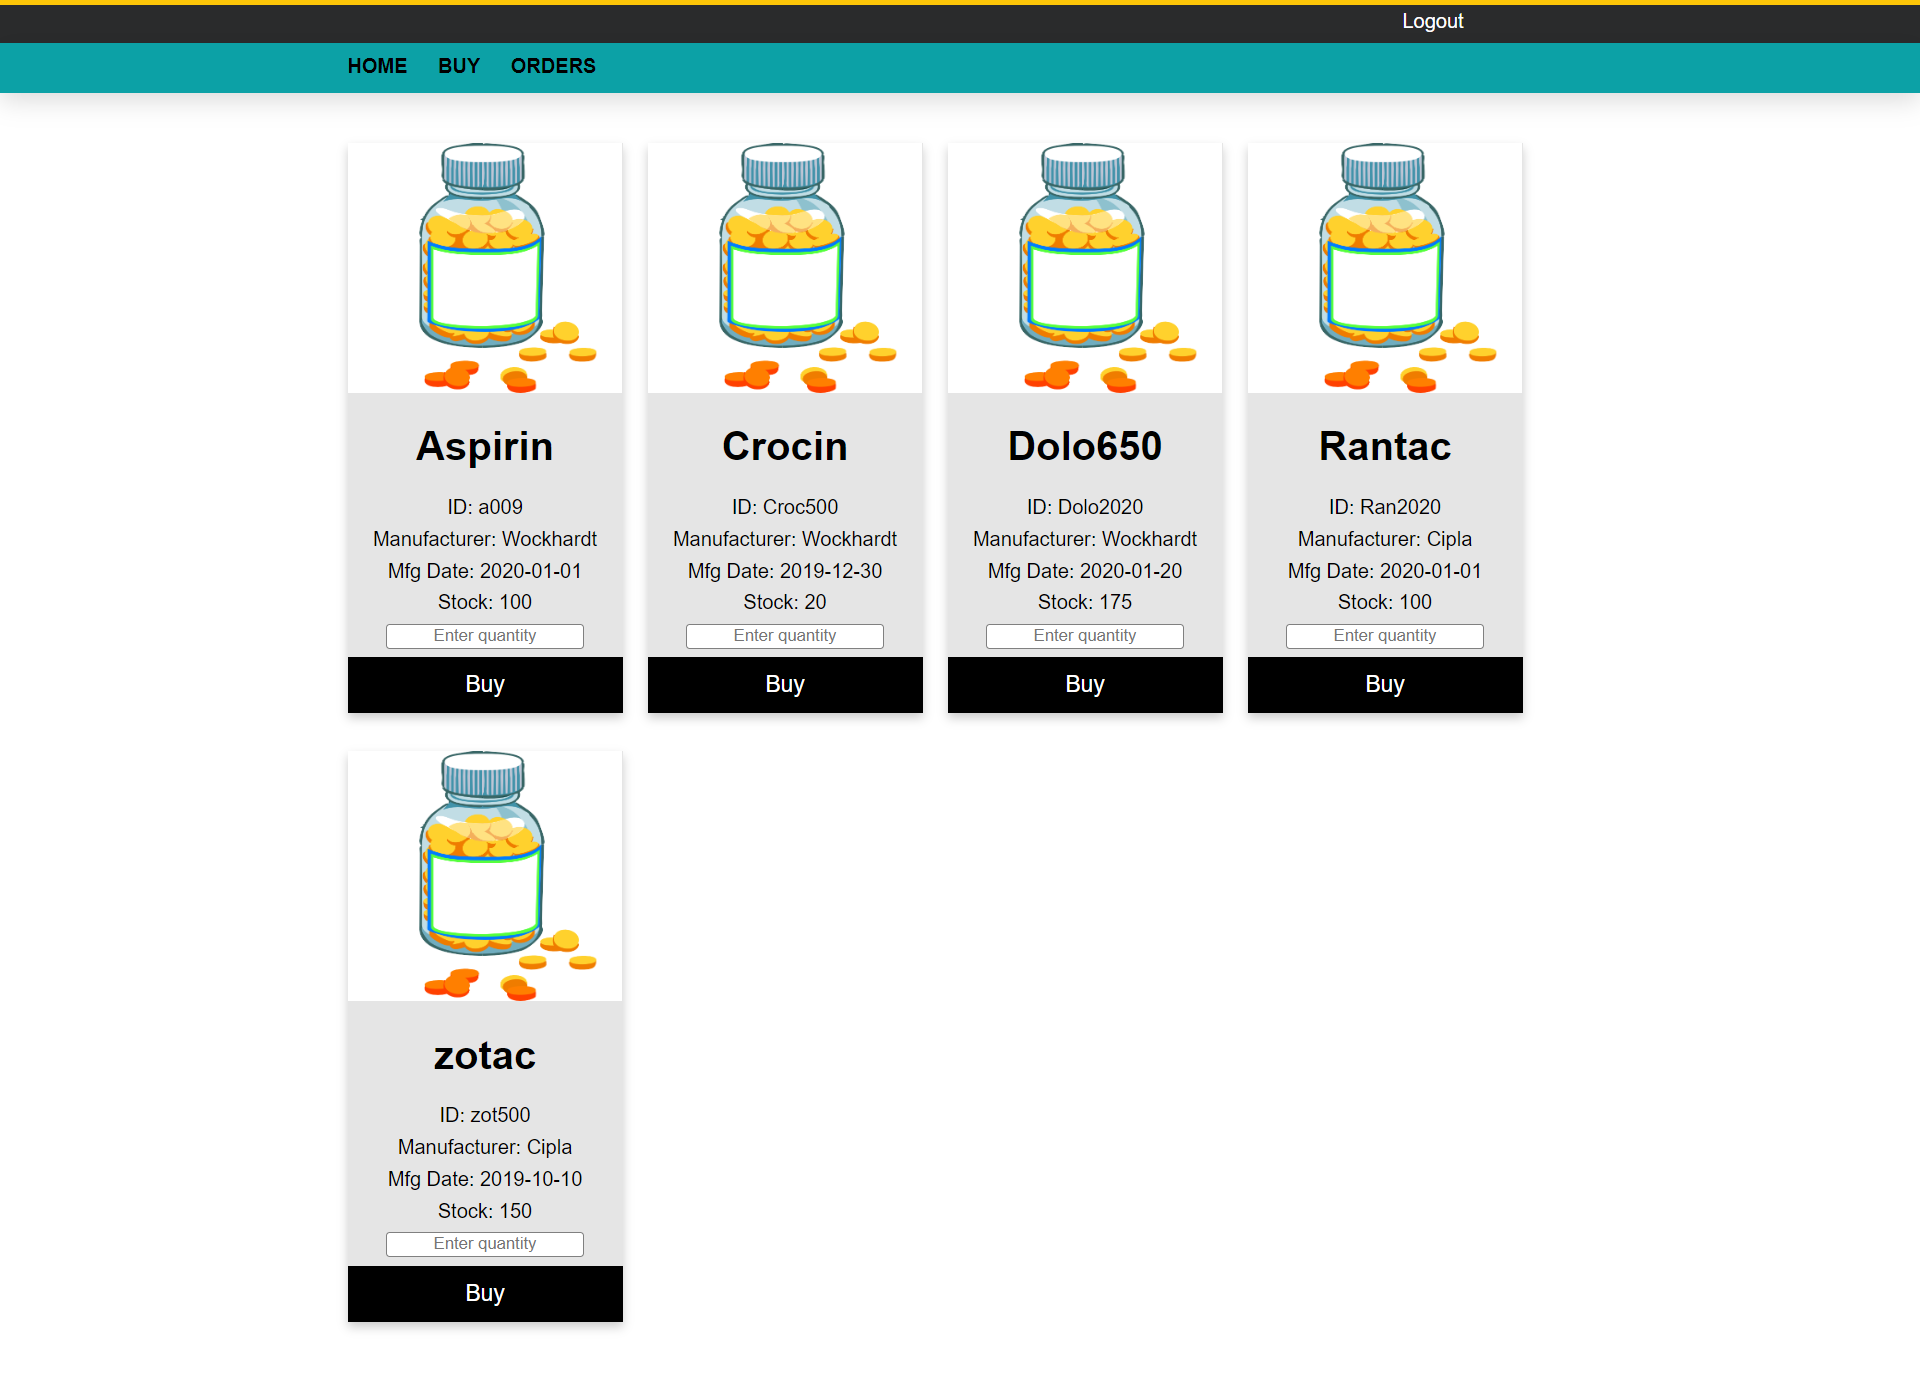 Logout
HOME BUY ORDERS
Aspirin
ID: a009
Manufacturer: Wockhardt
Mfg Date: 2020-01-01
Stock: 100
Enter quantity
Buy
Crocin
ID: Croc500
Manufacturer: Wockhardt
Mfg Date: 2019-12-30
Stock: 20
Enter quantity
Buy
Dolo650
ID: Dolo2020
Manufacturer: Wockhardt
Mfg Date: 2020-01-20
Stock: 175
Enter quantity
Buy
Rantac
ID: Ran2020
Manufacturer: Cipla
Mfg Date: 2020-01-01
Stock: 100
Enter quantity
Buy
zotac
ID: zot500
Manufacturer: Cipla
Mfg Date: 2019-10-10
Stock: 150
Enter quantity
Buy